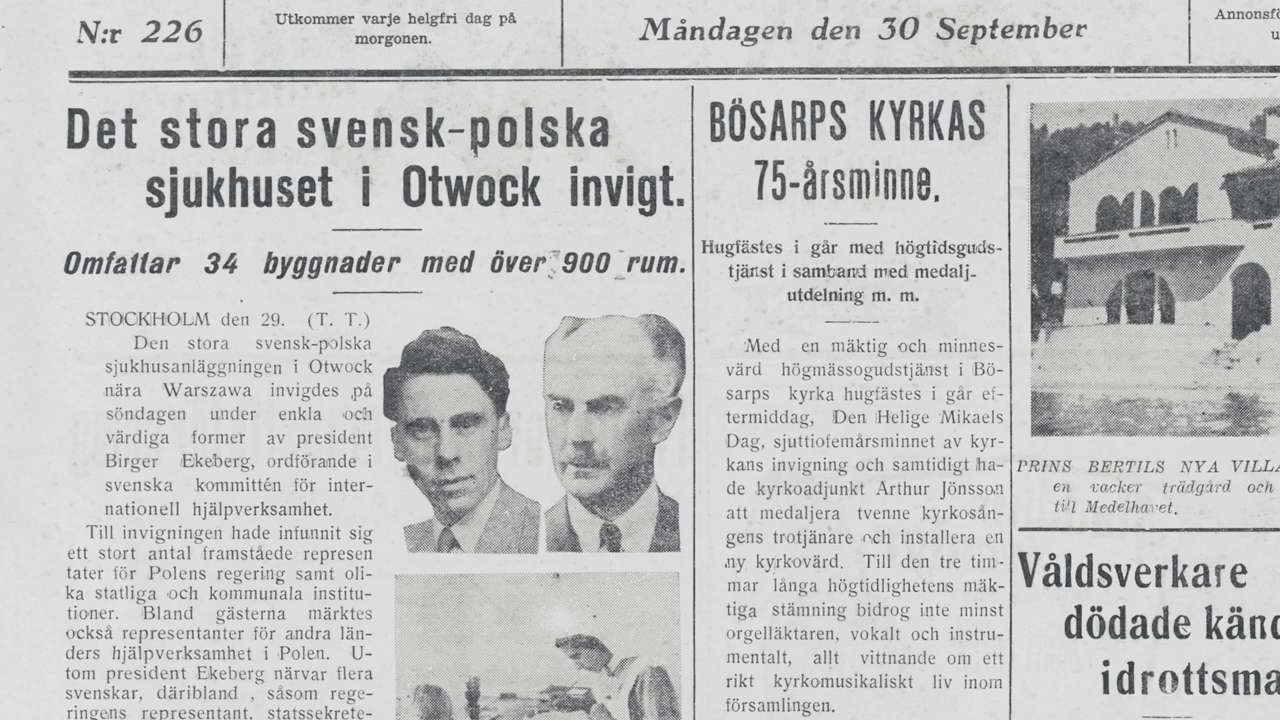 N:r 226
Utkommer varje helgfri dag på
morgonen.
Måndagen den 30 September
Det stora svensk-polska
sjukhuset i Otwock invigt.
Omfattar 34 byggnader med över 900 rum.
STOCKHOLM den 29. (T. T.)
Den stora svensk-polska
sjukhusanläggningen i Otwock
nära Warszawa invigdes på
söndagen under enkla och
värdiga former av president
Birger Ekeberg, ordförande i
svenska kommittén för inter-
nationell hjälpverksamhet.
Till invigningen hade infunnit sig
ett stort antal framståede represen
tater för Polens regering samt oli-
ka statliga och kommunala institu-
tioner. Bland gästerna märktes
också representanter för andra län-
ders hjälpverksamhet i Polen. U-
tom president Ekeberg närvar flera
svenskar, däribland , såsom rege-
ringens representant, statssekrete-
BÖSARPS KYRKAS
75-årsminne.
Hugfästes i går med högtidsguds-
tjänst i samband med medalj-
utdelning m. m.
Med en mäktig och minnes-
värd högmässogudstjänst i Bö-
sarps kyrka hugfästes i går ef-
termiddag, Den Helige Mikaels
Dag, sjuttiofemårsminnet av kyr-
kans invigning och samtidigt ha-
de kyrkoadjunkt Arthur Jönsson
att medaljera tvenne kyrkosån-
gens trotjänare och installera en
ny kyrkovärd. Till den tre tim-
mar långa högtidlighetens mäk-
tiga stämning bidrog inte minst
orgelläktaren, vokalt och instru-
mentalt, allt vittnande om ett
rikt kyrkomusikaliskt liv inom
församlingen.
PRINS BERTILS NYA VILLA
en vacker trädgård och
till Medelhavet.
Våldsverkare
dödade känd
idrottsma